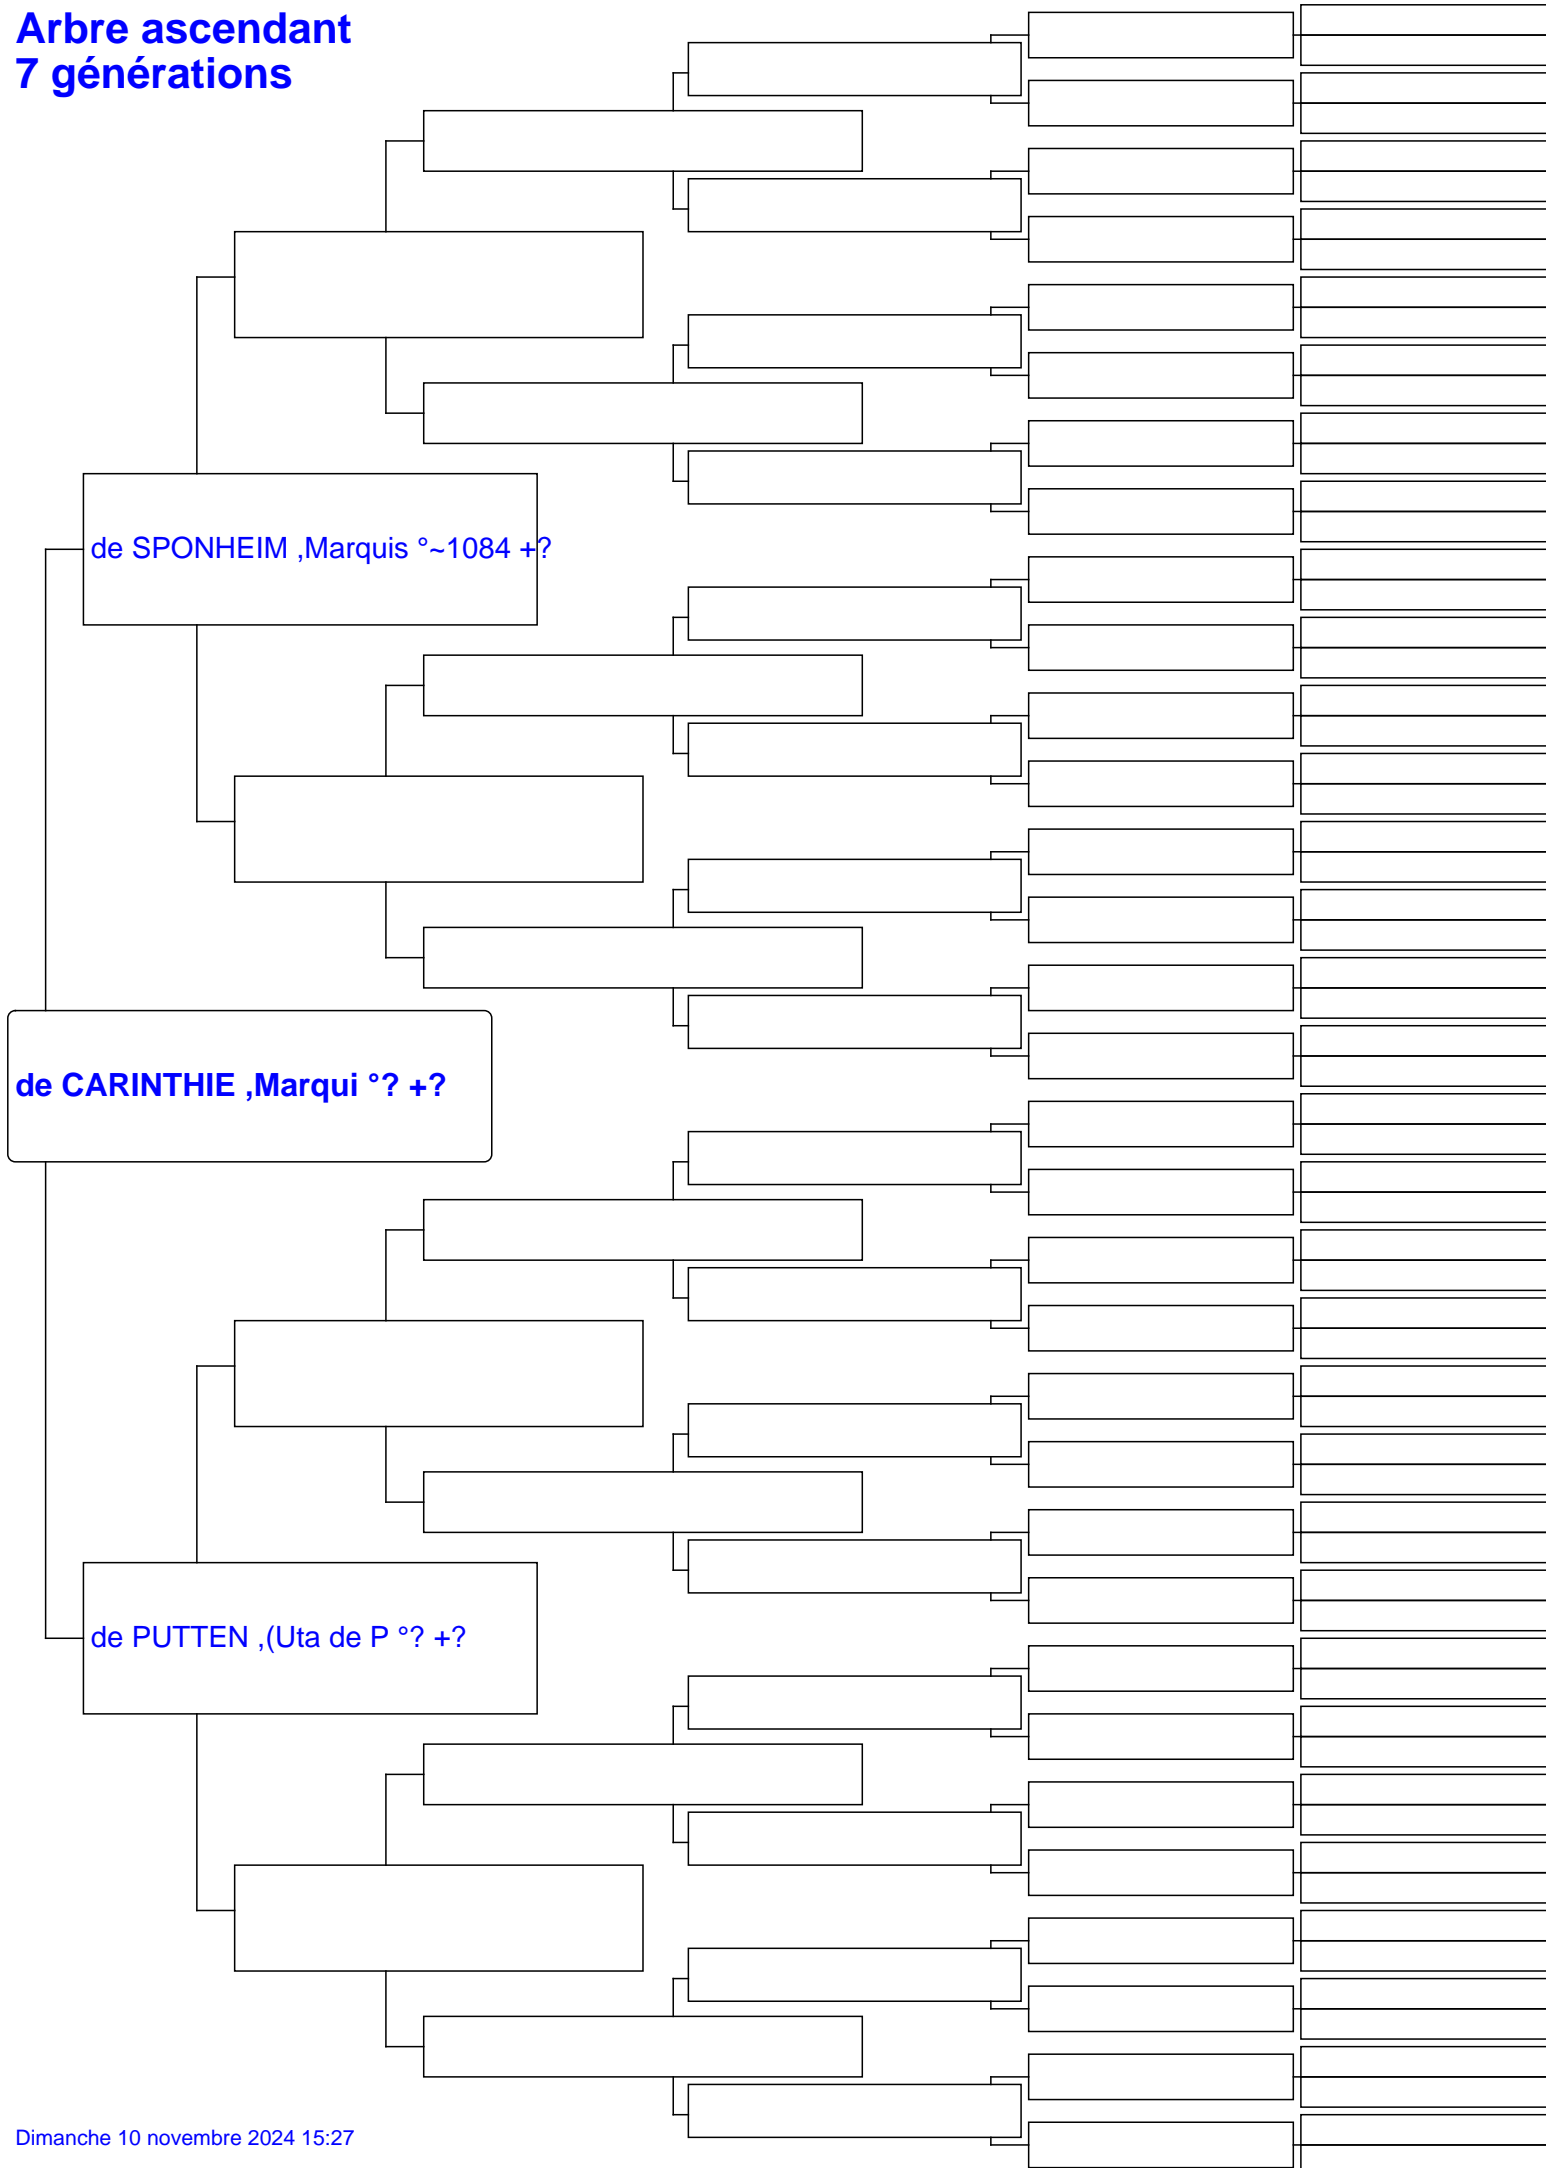 Arbre ascendant
7 générations
de SPONHEIM ,Marquis °~1084 +?
de CARINTHIE ,Marqui °? +?
de PUTTEN ,(Uta de P °? +?
Dimanche 10 novembre 2024 15:27